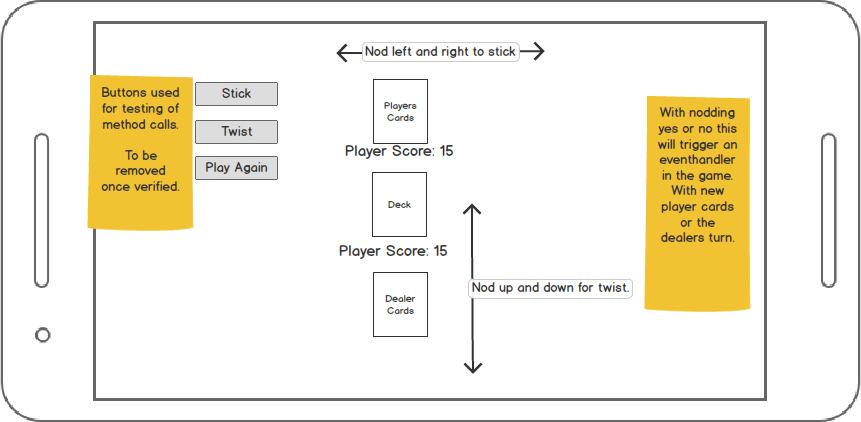 Nod left and right to stick
Buttons used
for testing of
method calls.
To be
removed
once verified.
Stick
Twist
Play Again
Players
Cards
Player Score: 15
Deck
Player Score: 15
Dealer
Cards
Nod up and down for twist.
With nodding
yes or no this
will trigger an
eventhandler
in the game.
With new
player cards
or the
dealers turn.